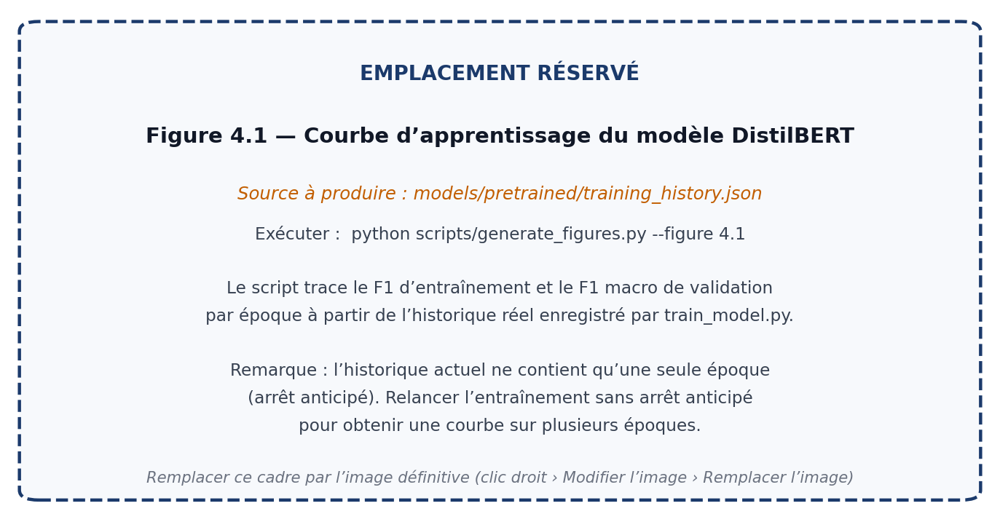 EMPLACEMENT RÉSERVÉ
Figure 4.1 — Courbe d’apprentissage du modèle DistilBERT
Source à produire : models/pretrained/training_history.json
Exécuter :  python scripts/generate_figures.py --figure 4.1
Le script trace le F1 d’entraînement et le F1 macro de validation
par époque à partir de l’historique réel enregistré par train_model.py.
Remarque : l’historique actuel ne contient qu’une seule époque
(arrêt anticipé). Relancer l’entraînement sans arrêt anticipé
pour obtenir une courbe sur plusieurs époques.
Remplacer ce cadre par l’image définitive (clic droit › Modifier l’image › Remplacer l’image)